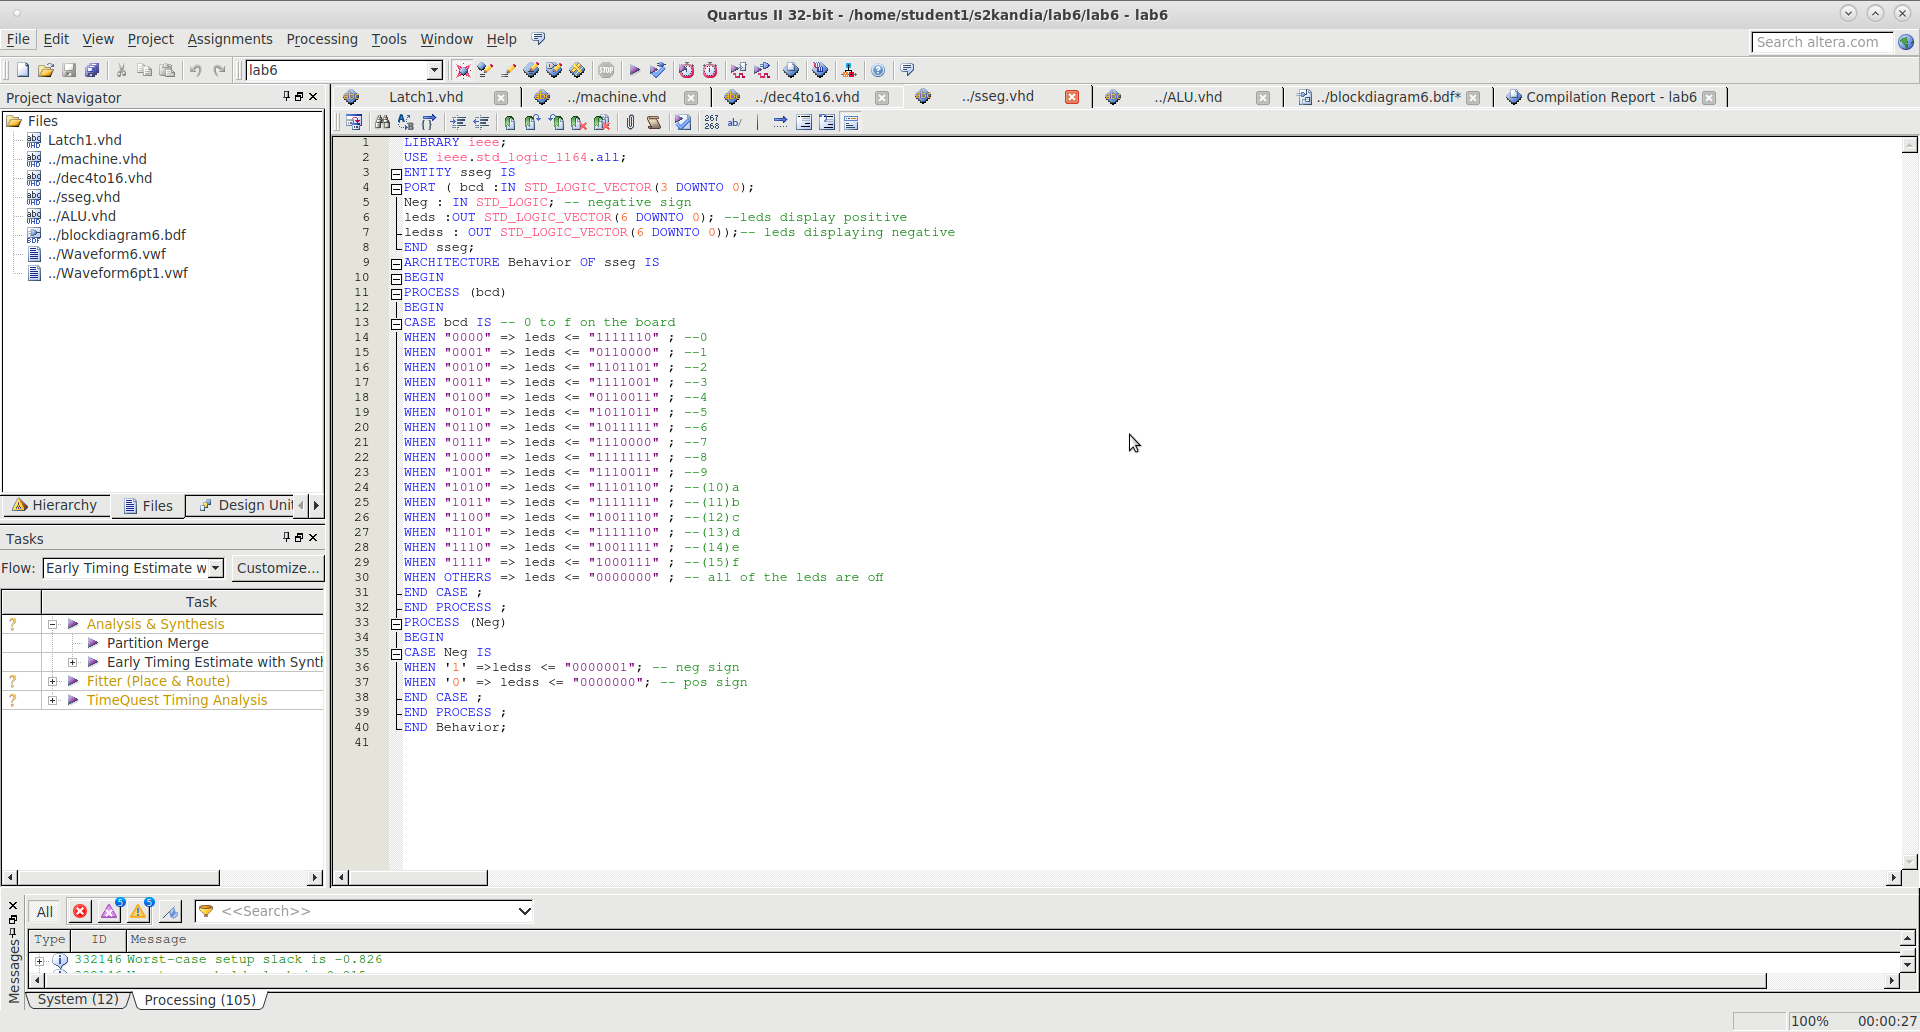 Quartus II 32-bit - /home/student1/s2kandia/lab6/lab6 - lab6
File Edit View Project Assignments Processing Tools Window Help
Search altera.com
lab6
Project Navigator
Files
Latch1.vhd
../machine.vhd
../dec4to16.vhd
../sseg.vhd
../ALU.vhd
../blockdiagram6.bdf
../Waveform6.vwf
../Waveform6pt1.vwf
Hierarchy Files Design Unit
Tasks
Flow: Early Timing Estimate w Customize...
Task
Analysis & Synthesis
Partition Merge
Early Timing Estimate with Synth
Fitter (Place & Route)
TimeQuest Timing Analysis
Latch1.vhd ../machine.vhd ../dec4to16.vhd ../sseg.vhd ../ALU.vhd ../blockdiagram6.bdf* Compilation Report - lab6
267 268 ab/
1 LIBRARY ieee;
2 USE ieee.std_logic_1164.all;
3 ENTITY sseg IS
4 PORT ( bcd :IN STD_LOGIC_VECTOR(3 DOWNTO 0);
5 Neg : IN STD_LOGIC; -- negative sign
6 leds :OUT STD_LOGIC_VECTOR(6 DOWNTO 0); --leds display positive
7 ledss : OUT STD_LOGIC_VECTOR(6 DOWNTO 0));-- leds displaying negative
8 END sseg;
9 ARCHITECTURE Behavior OF sseg IS
10 BEGIN
11 PROCESS (bcd)
12 BEGIN
13 CASE bcd IS -- 0 to f on the board
14 WHEN "0000" => leds <= "1111110" ; --0
15 WHEN "0001" => leds <= "0110000" ; --1
16 WHEN "0010" => leds <= "1101101" ; --2
17 WHEN "0011" => leds <= "1111001" ; --3
18 WHEN "0100" => leds <= "0110011" ; --4
19 WHEN "0101" => leds <= "1011011" ; --5
20 WHEN "0110" => leds <= "1011111" ; --6
21 WHEN "0111" => leds <= "1110000" ; --7
22 WHEN "1000" => leds <= "1111111" ; --8
23 WHEN "1001" => leds <= "1110011" ; --9
24 WHEN "1010" => leds <= "1110110" ; --(10)a
25 WHEN "1011" => leds <= "1111111" ; --(11)b
26 WHEN "1100" => leds <= "1001110" ; --(12)c
27 WHEN "1101" => leds <= "1111110" ; --(13)d
28 WHEN "1110" => leds <= "1001111" ; --(14)e
29 WHEN "1111" => leds <= "1000111" ; --(15)f
30 WHEN OTHERS => leds <= "0000000" ; -- all of the leds are off
31 END CASE ;
32 END PROCESS ;
33 PROCESS (Neg)
34 BEGIN
35 CASE Neg IS
36 WHEN '1' =>ledss <= "0000001"; -- neg sign
37 WHEN '0' => ledss <= "0000000"; -- pos sign
38 END CASE ;
39 END PROCESS ;
40 END Behavior;
41
Messages
All 5 5 <<Search>>
Type ID Message
332146 Worst-case setup slack is -0.826
System (12) Processing (105)
100% 00:00:27